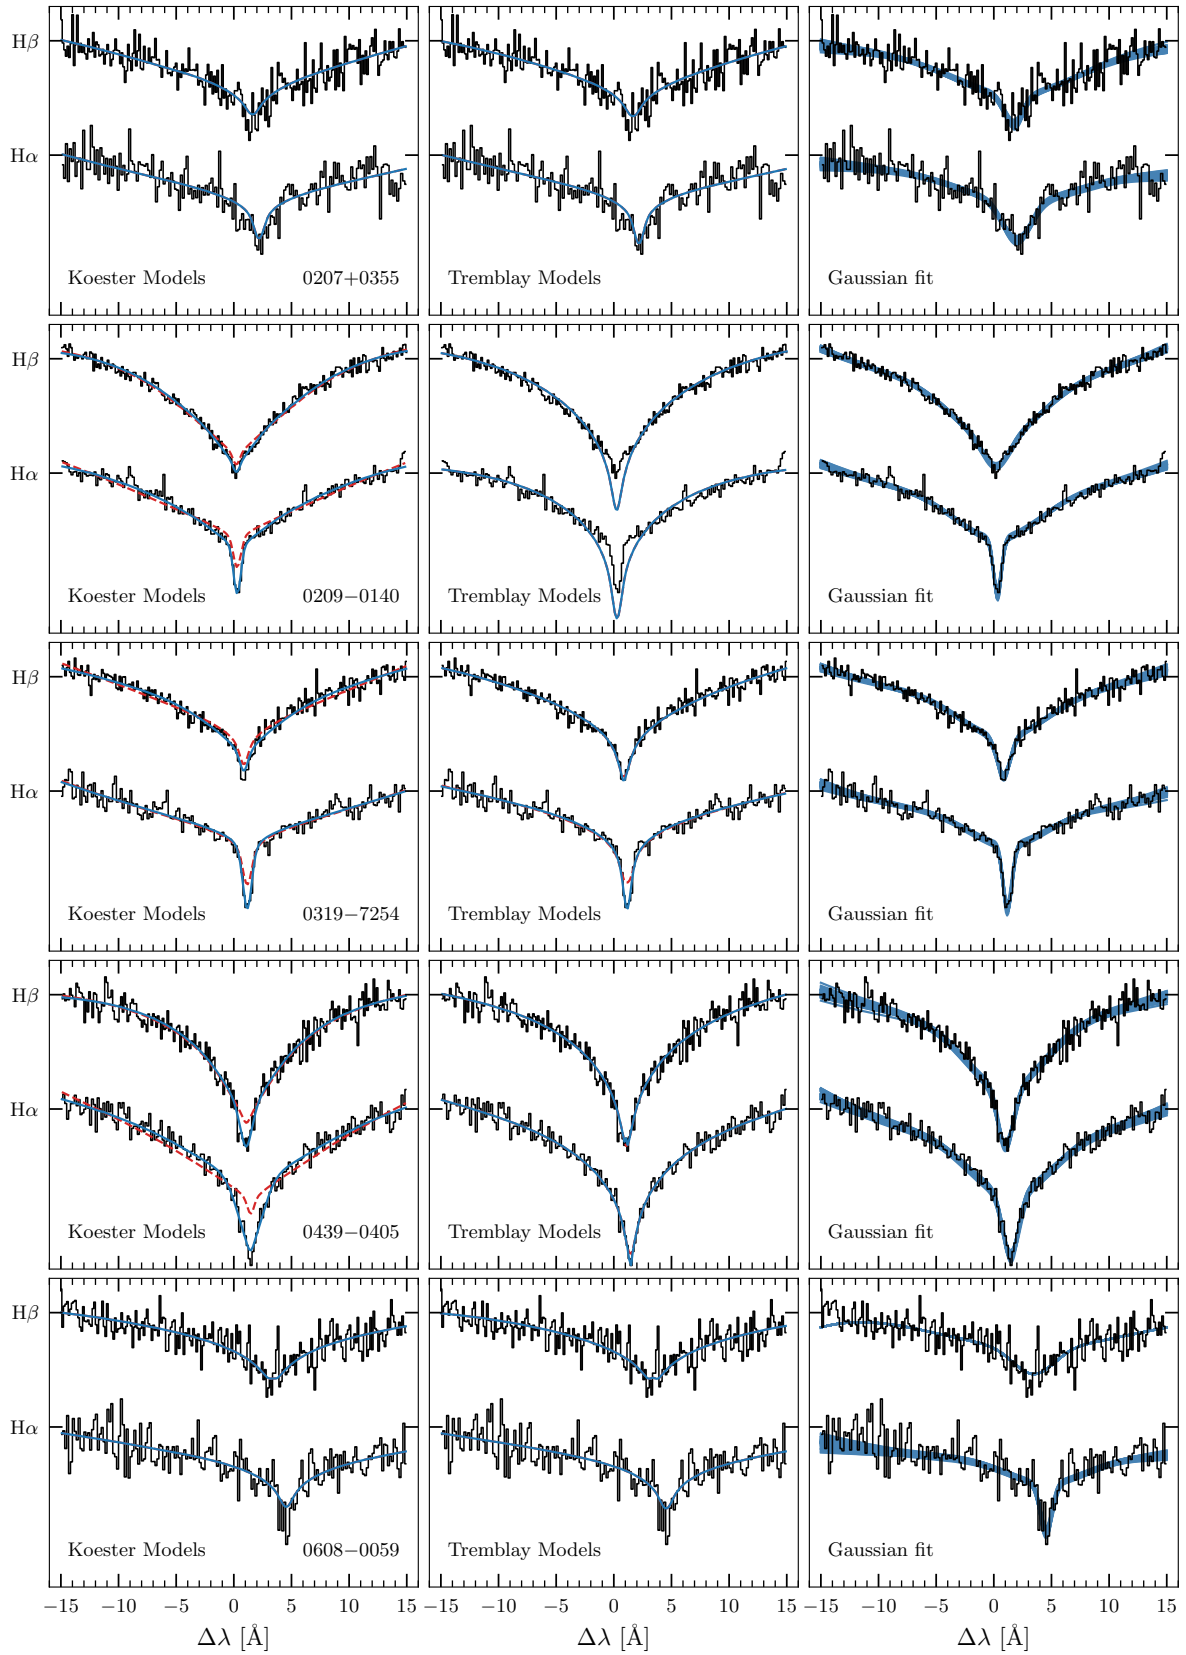 Hβ
Hα
Koester Models 0207+0355 Tremblay Models Gaussian fit
Hβ
Hα
Koester Models 0209−0140 Tremblay Models Gaussian fit
Hβ
Hα
Koester Models 0319−7254 Tremblay Models Gaussian fit
Hβ
Hα
Koester Models 0439−0405 Tremblay Models Gaussian fit
Hβ
Hα
Koester Models 0608−0059 Tremblay Models Gaussian fit
−15 −10 −5 0 5 10 15 −15 −10 −5 0 5 10 15 −15 −10 −5 0 5 10 15
Δλ [Å] Δλ [Å] Δλ [Å]